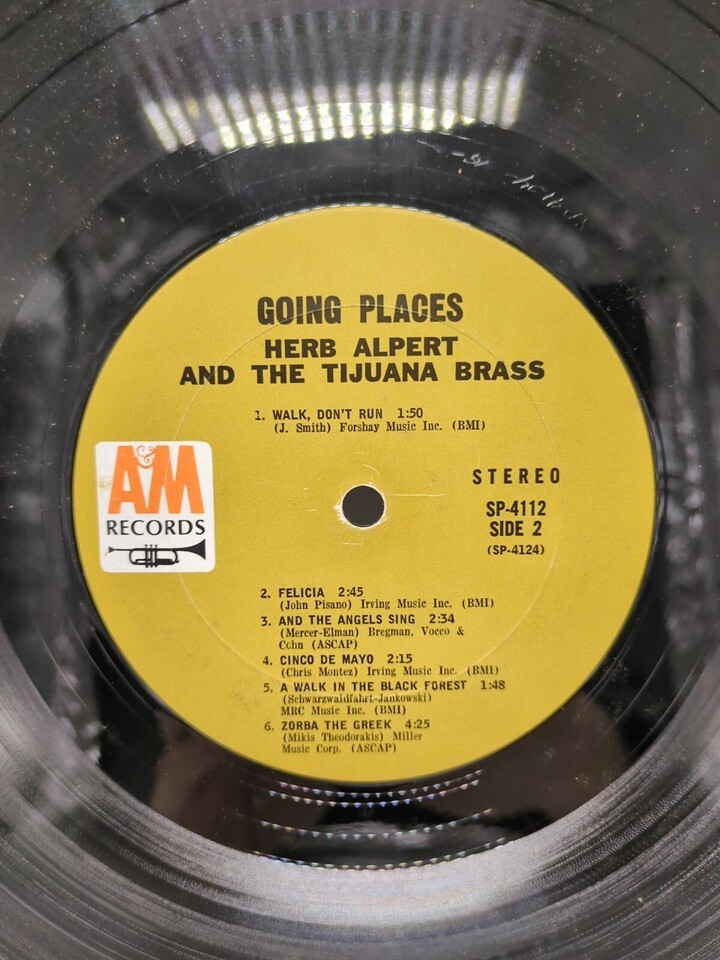 GOING PLACES
HERB ALPERT
AND THE TIJUANA BRASS
1. WALK, DON'T RUN 1:50
(J. Smith) Forshay Music Inc. (BMI)
A&M
RECORDS
STEREO
SP-4112
SIDE 2
(SP-4124)
2. FELICIA 2:45
(John Pisano) Irving Music Inc. (BMI)
3. AND THE ANGELS SING 2:34
(Mercer-Elman) Bregman, Vocco &
Cohn (ASCAP)
4. CINCO DE MAYO 2:15
(Chris Montez) Irving Music Inc. (BMI)
5. A WALK IN THE BLACK FOREST 1:48
(Schwarzwaldfahrt-Jankowski)
MRC Music Inc. (BMI)
6. ZORBA THE GREEK 4:25
(Mikis Theodorakis) Miller
Music Corp. (ASCAP)